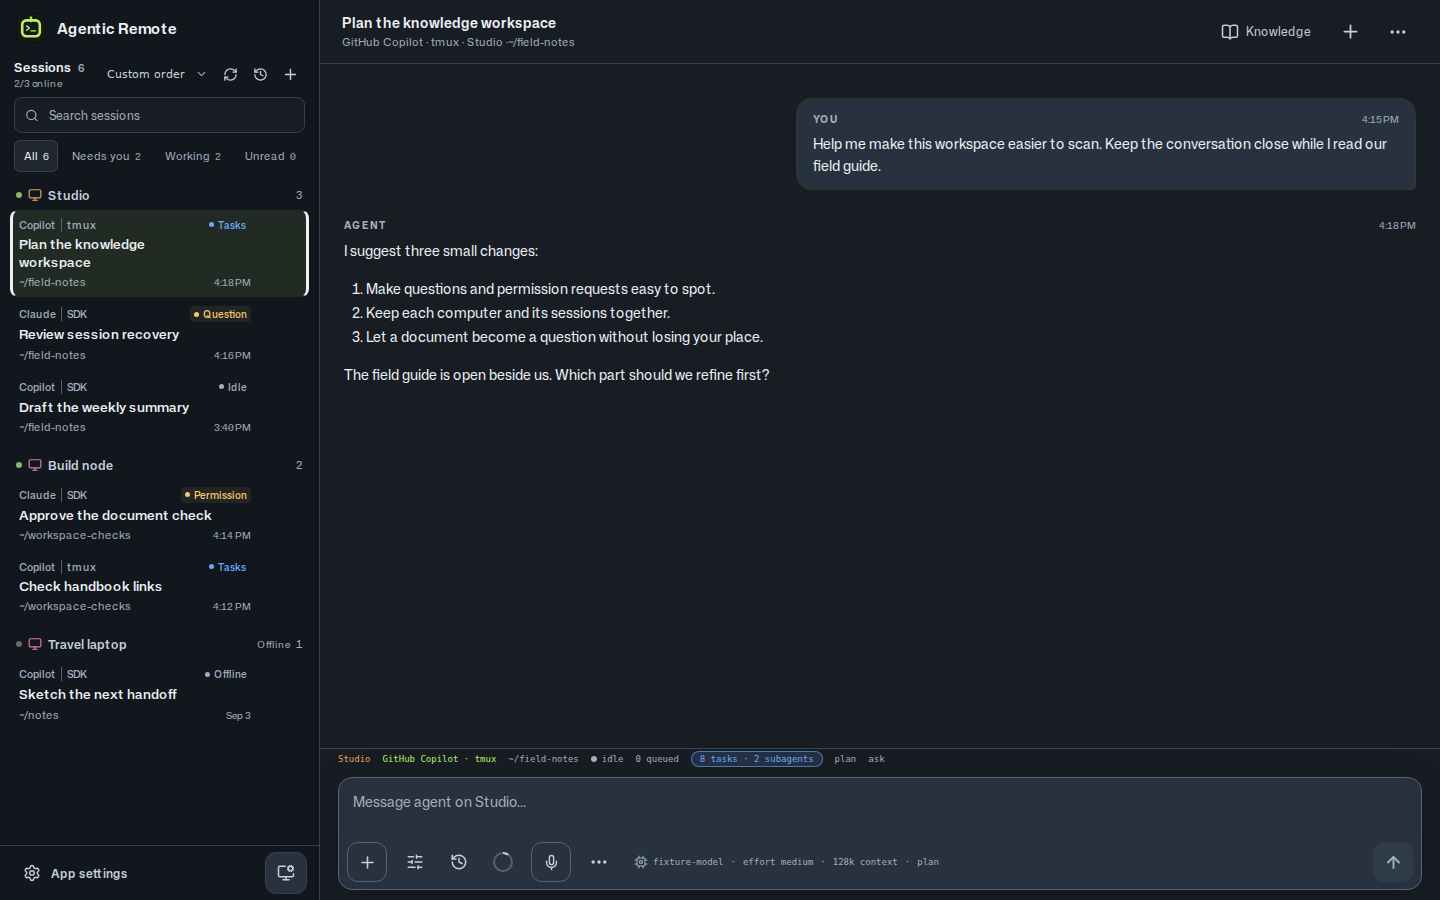 Agentic Remote
Sessions 6
2/3 online
Custom order
Search sessions
All 6
Needs you 2
Working 2
Unread 0
Studio 3
Copilot | tmux
Tasks
Plan the knowledge
workspace
~/field-notes
4:18 PM
Claude | SDK
Question
Review session recovery
~/field-notes
4:16 PM
Copilot | SDK
Idle
Draft the weekly summary
~/field-notes
3:40 PM
Build node 2
Claude | SDK
Permission
Approve the document check
~/workspace-checks
4:14 PM
Copilot | tmux
Tasks
Check handbook links
~/workspace-checks
4:12 PM
Travel laptop
Offline 1
Copilot | SDK
Offline
Sketch the next handoff
~/notes
Sep 3
App settings
Plan the knowledge workspace
GitHub Copilot · tmux · Studio · ~/field-notes
Knowledge
YOU
4:15 PM
Help me make this workspace easier to scan. Keep the conversation close while I read our
field guide.
AGENT
4:18 PM
I suggest three small changes:
1. Make questions and permission requests easy to spot.
2. Keep each computer and its sessions together.
3. Let a document become a question without losing your place.
The field guide is open beside us. Which part should we refine first?
Studio GitHub Copilot · tmux ~/field-notes idle 0 queued 8 tasks · 2 subagents plan ask
Message agent on Studio...
fixture-model · effort medium · 128k context · plan